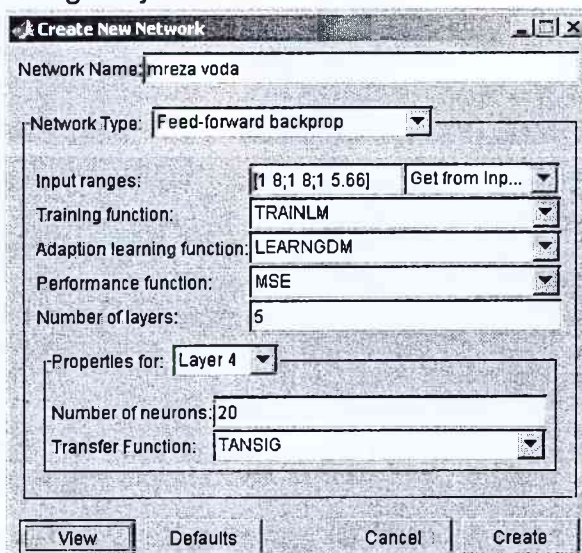 Create New Network
Network Name: mreza voda
Network Type: Feed-forward backprop
Input ranges: [1 8;1 8;1 5.66] Get from Inp...
Training function: TRAINLM
Adaption learning function: LEARNGDM
Performance function: MSE
Number of layers: 5
Properties for: Layer 4
Number of neurons: 20
Transfer Function: TANSIG
View Defaults Cancel Create